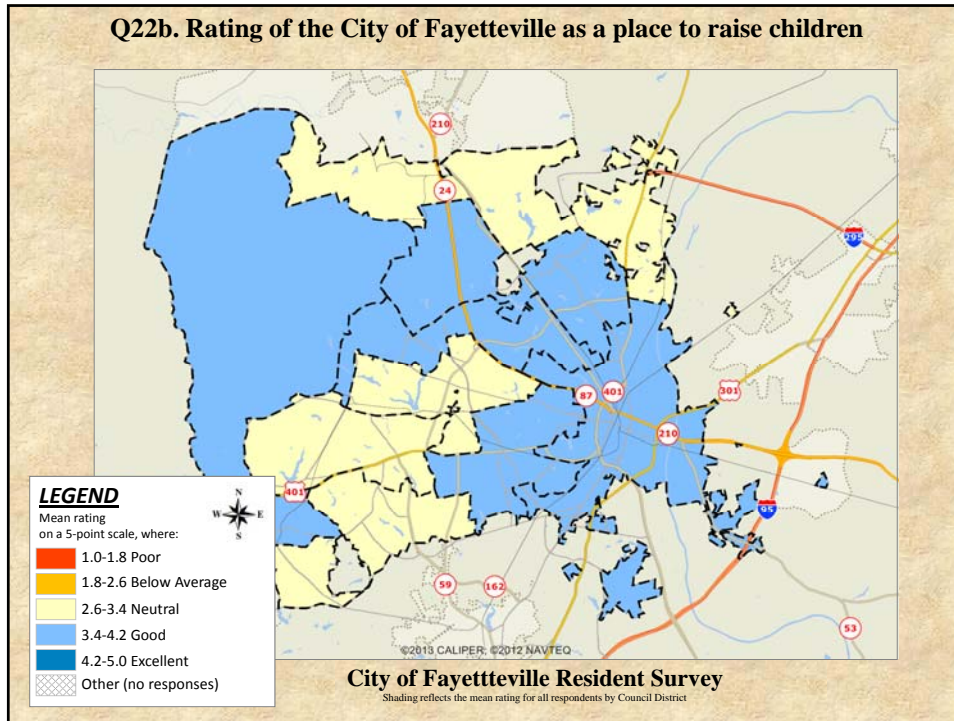 Q22b. Rating of the City of Fayetteville as a place to raise children
210
24
295
87
401
301
210
401
95
59
162
53
LEGEND
Mean rating
on a 5-point scale, where:
1.0-1.8 Poor
1.8-2.6 Below Average
2.6-3.4 Neutral
3.4-4.2 Good
4.2-5.0 Excellent
Other (no responses)
N
W E
S
©2013 CALIPER; ©2012 NAVTEQ
City of Fayettteville Resident Survey
Shading reflects the mean rating for all respondents by Council District